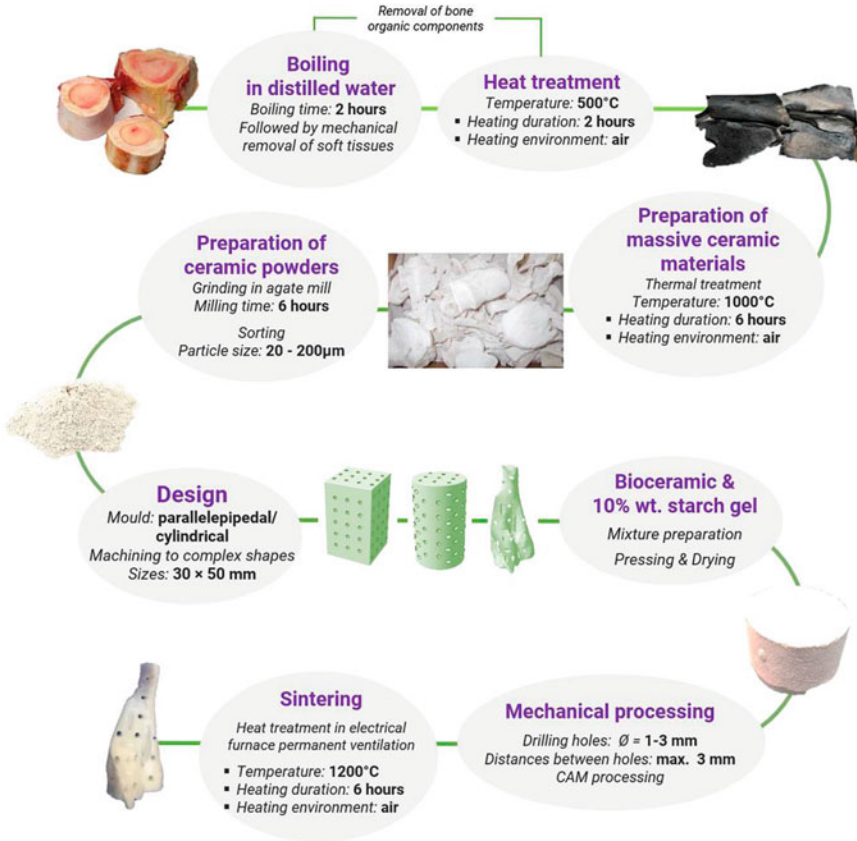 Removal of bone
organic components
Boiling
in distilled water
Boiling time: 2 hours
Followed by mechanical
removal of soft tissues
Heat treatment
Temperature: 500°C
▪ Heating duration: 2 hours
▪ Heating environment: air
Preparation of
massive ceramic
materials
Thermal treatment
Temperature: 1000°C
▪ Heating duration: 6 hours
▪ Heating environment: air
Preparation of
ceramic powders
Grinding in agate mill
Milling time: 6 hours
Sorting
Particle size: 20 - 200µm
Design
Mould: parallelepipedal/
cylindrical
Machining to complex shapes
Sizes: 30 × 50 mm
Bioceramic &
10% wt. starch gel
Mixture preparation
Pressing & Drying
Mechanical processing
Drilling holes: Ø = 1-3 mm
Distances between holes: max. 3 mm
CAM processing
Sintering
Heat treatment in electrical
furnace permanent ventilation
▪ Temperature: 1200°C
▪ Heating duration: 6 hours
▪ Heating environment: air